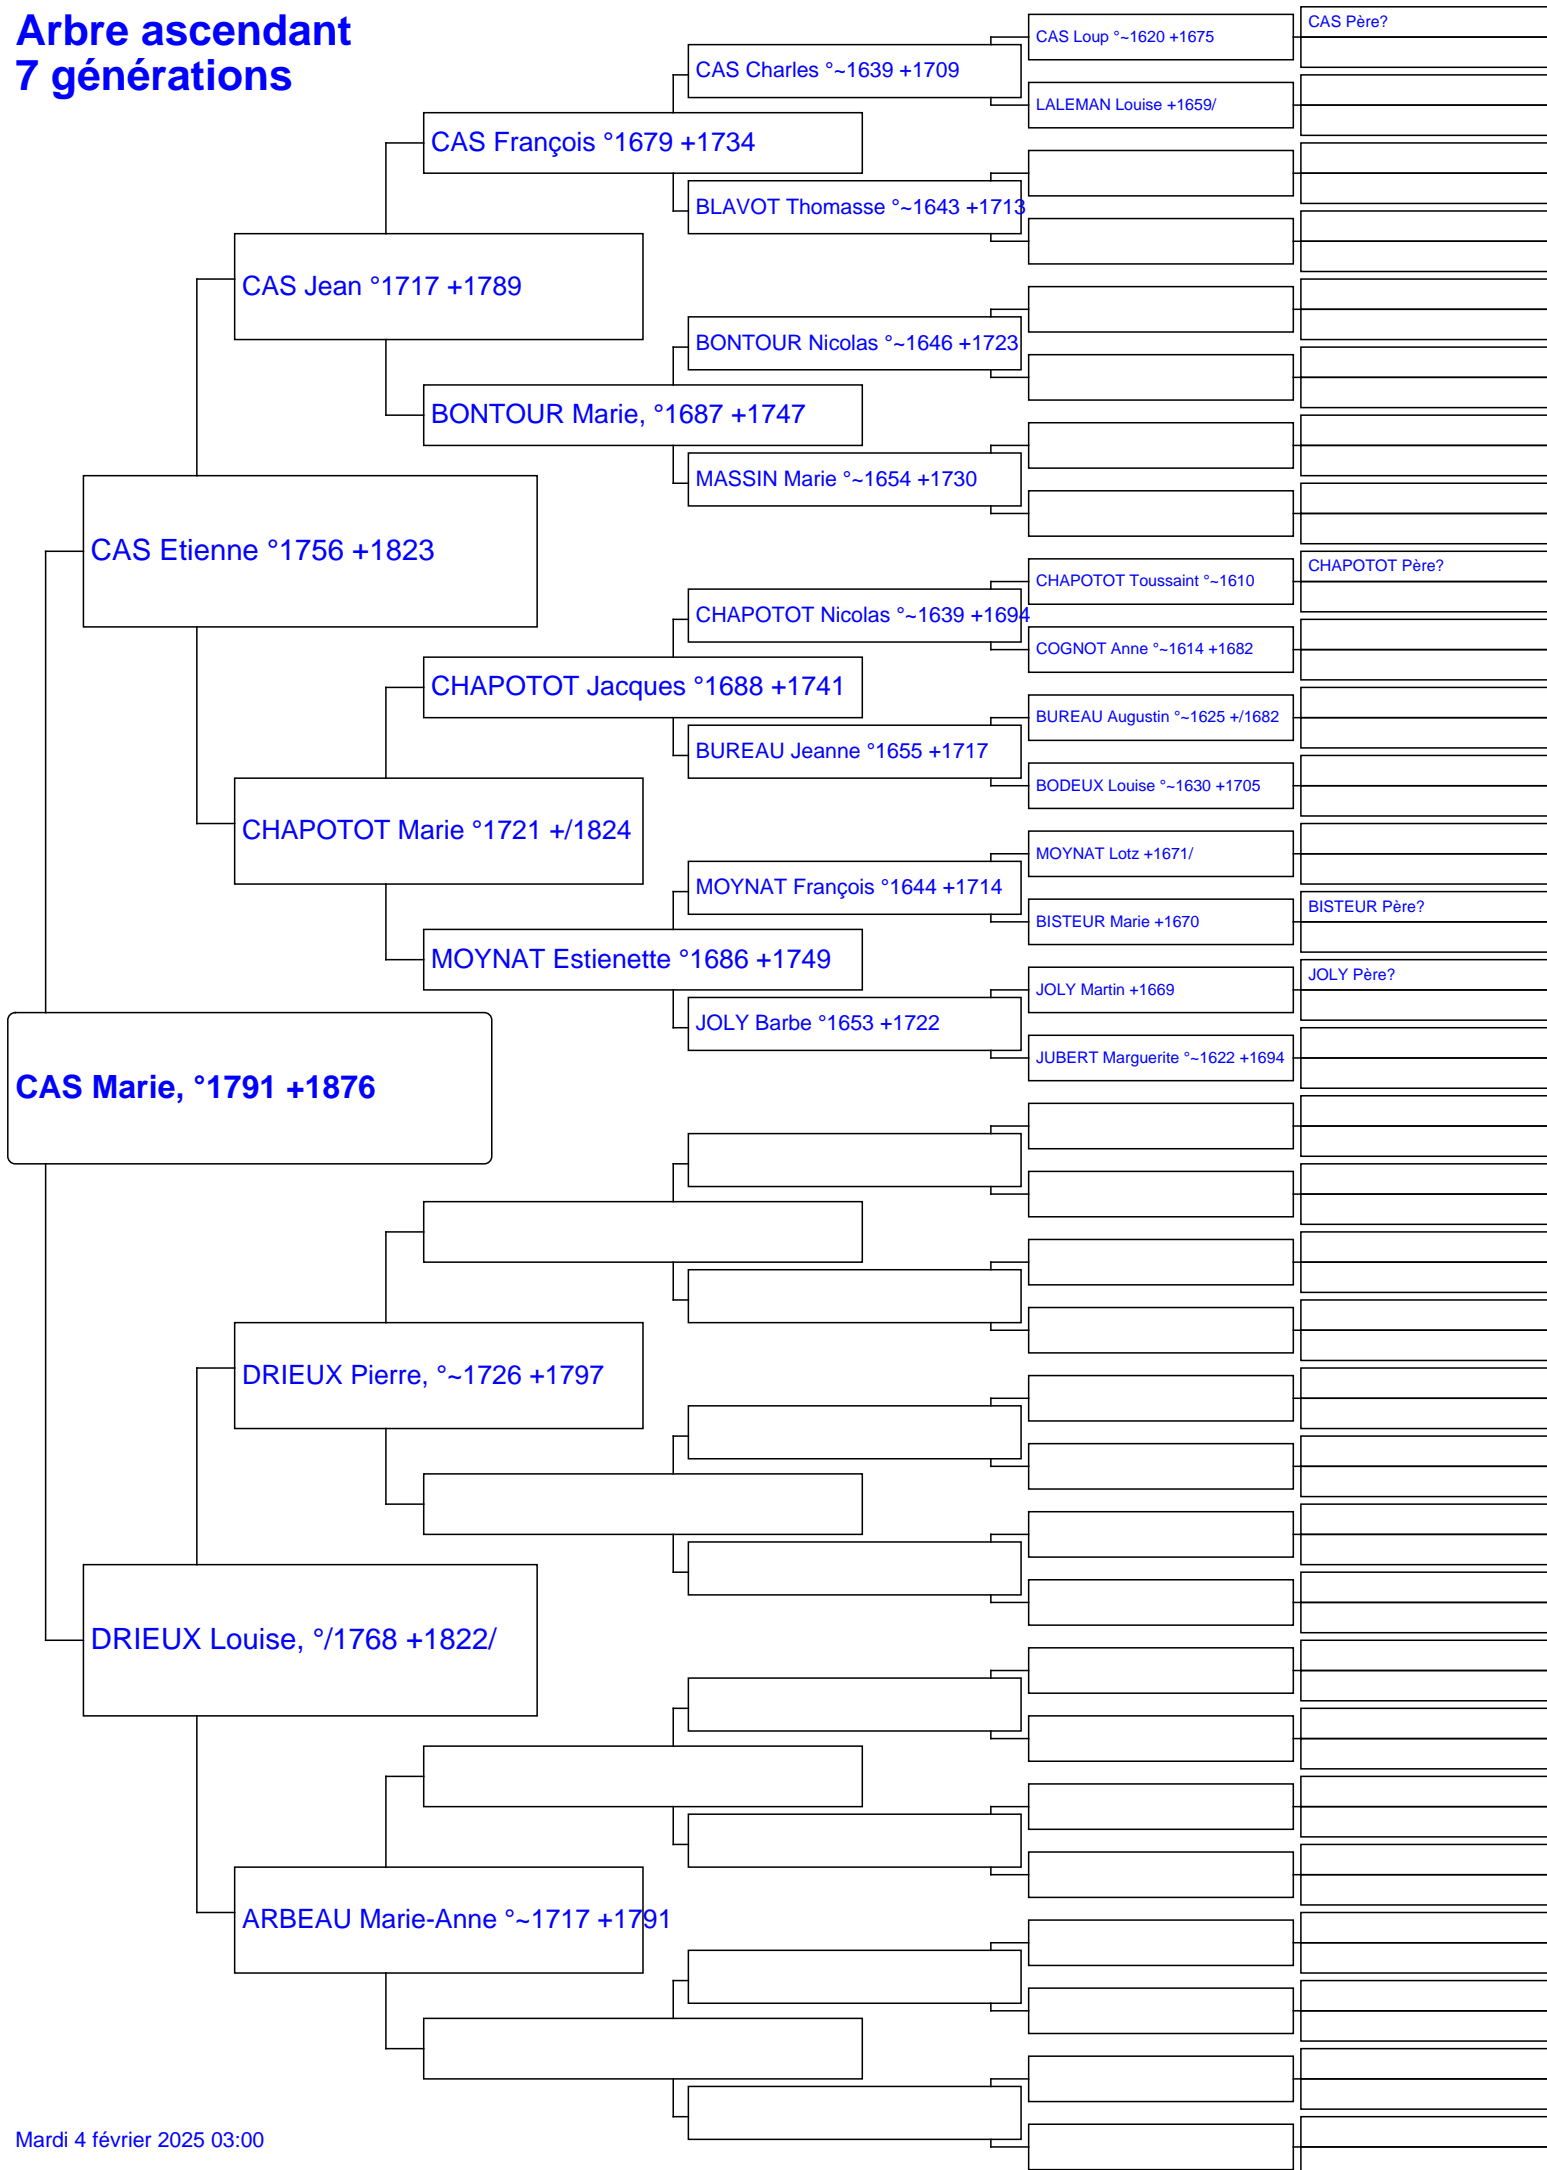 Arbre ascendant
7 générations
CAS Père?
CAS Loup °~1620 +1675
CAS Charles °~1639 +1709
LALEMAN Louise +1659/
CAS François °1679 +1734
BLAVOT Thomasse °~1643 +1713
CAS Jean °1717 +1789
BONTOUR Nicolas °~1646 +1723
BONTOUR Marie, °1687 +1747
MASSIN Marie °~1654 +1730
CAS Etienne °1756 +1823
CHAPOTOT Père?
CHAPOTOT Toussaint °~1610
CHAPOTOT Nicolas °~1639 +1694
COGNOT Anne °~1614 +1682
CHAPOTOT Jacques °1688 +1741
BUREAU Augustin °~1625 +/1682
BUREAU Jeanne °1655 +1717
BODEUX Louise °~1630 +1705
CHAPOTOT Marie °1721 +/1824
MOYNAT Lotz +1671/
MOYNAT François °1644 +1714
BISTEUR Père?
BISTEUR Marie +1670
MOYNAT Estienette °1686 +1749
JOLY Père?
JOLY Martin +1669
JOLY Barbe °1653 +1722
JUBERT Marguerite °~1622 +1694
CAS Marie, °1791 +1876
DRIEUX Pierre, °~1726 +1797
DRIEUX Louise, °/1768 +1822/
ARBEAU Marie-Anne °~1717 +1791
Mardi 4 février 2025 03:00